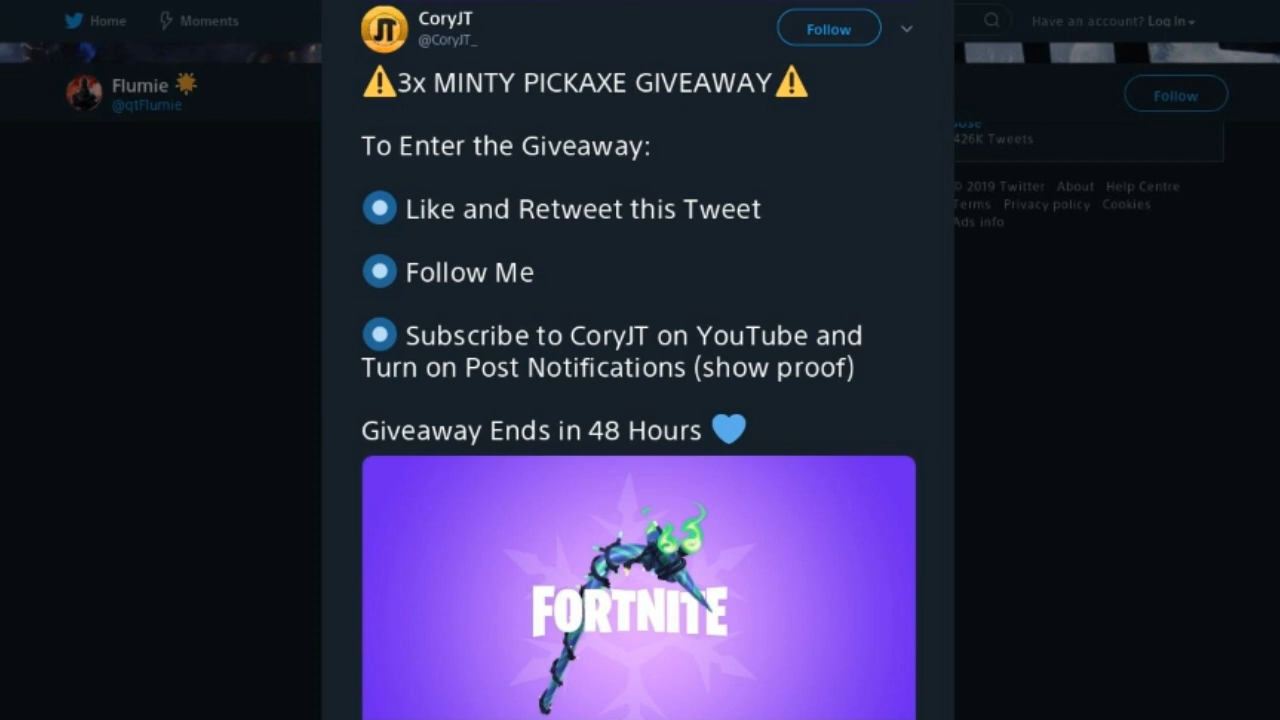 Home
Moments
Have an account? Log In
CoryJT
@CoryJT_
Follow
⚠️3x MINTY PICKAXE GIVEAWAY⚠️
To Enter the Giveaway:
Like and Retweet this Tweet
Follow Me
Subscribe to CoryJT on YouTube and
Turn on Post Notifications (show proof)
Giveaway Ends in 48 Hours 💙
FORTNITE
Flumie
@qtFlumie
Follow
426K Tweets
© 2019 Twitter About Help Centre
Terms Privacy policy Cookies
Ads info